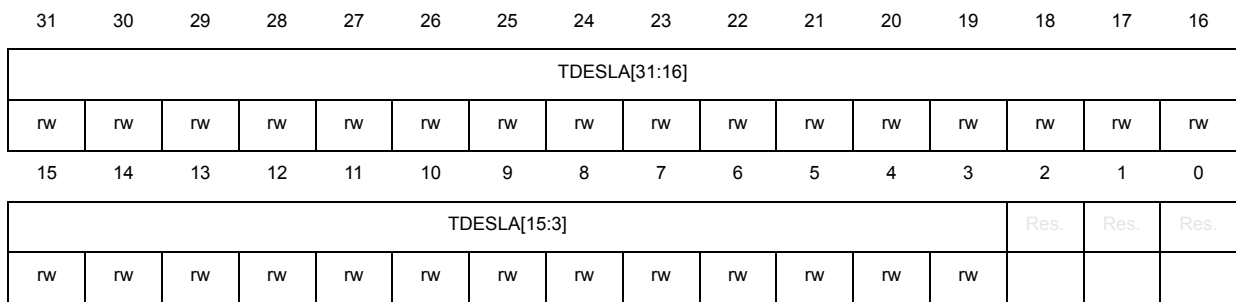 31 30 29 28 27 26 25 24 23 22 21 20 19 18 17 16
TDESLA[31:16]
rw rw rw rw rw rw rw rw rw rw rw rw rw rw rw rw
15 14 13 12 11 10 9 8 7 6 5 4 3 2 1 0
TDESLA[15:3] Res. Res. Res.
rw rw rw rw rw rw rw rw rw rw rw rw rw